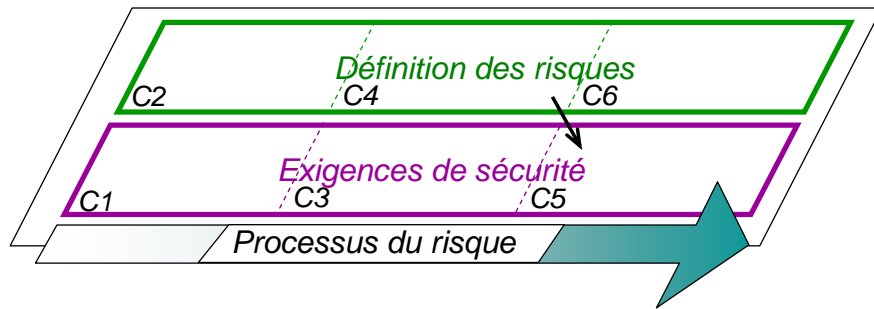 Définition des risques
C2 C4 C6
Exigences de sécurité
C1 C3 C5
Processus du risque